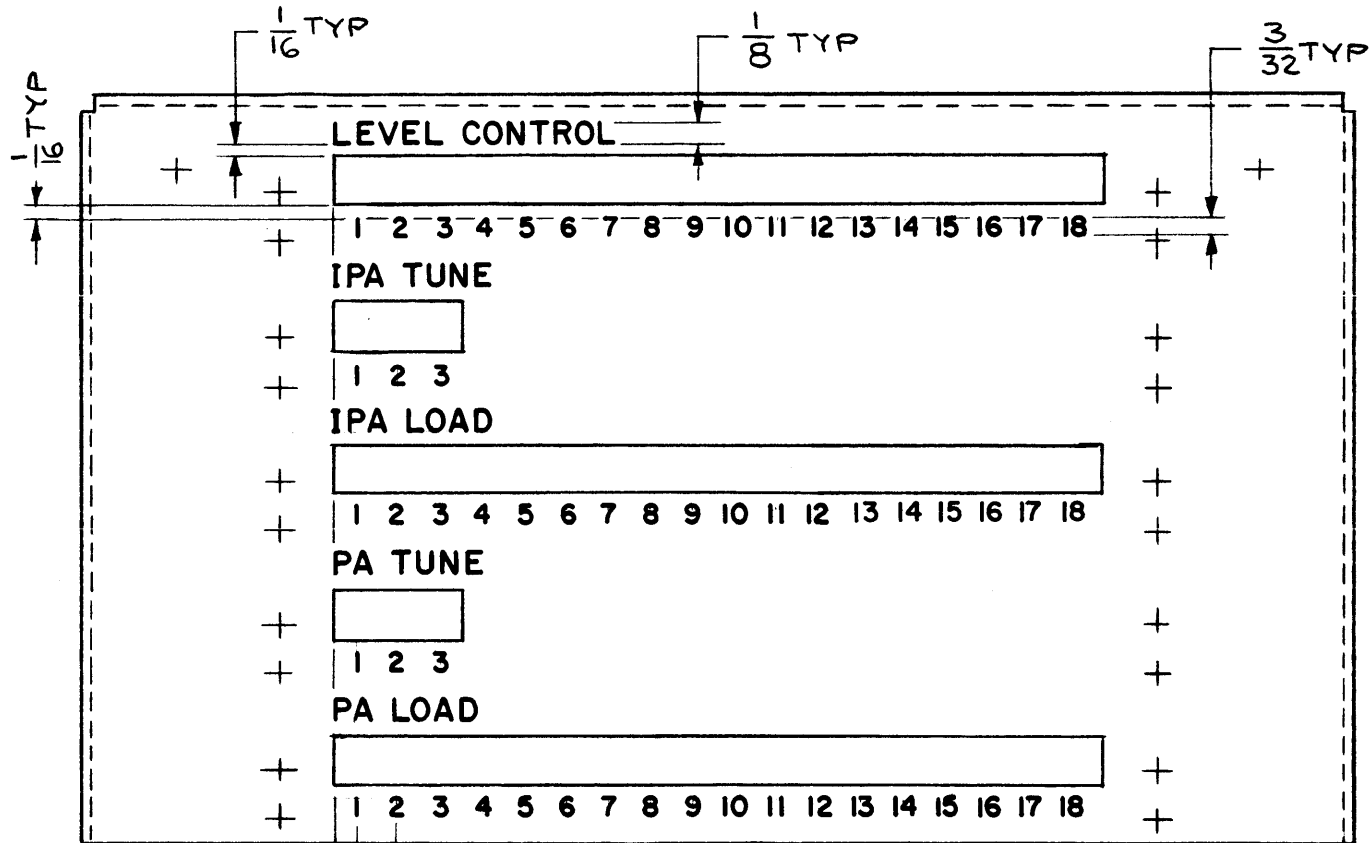 1/16 TYP
1/8 TYP
3/32 TYP
1/16 TYP
LEVEL CONTROL
1 2 3 4 5 6 7 8 9 10 11 12 13 14 15 16 17 18
IPA TUNE
1 2 3
IPA LOAD
1 2 3 4 5 6 7 8 9 10 11 12 13 14 15 16 17 18
PA TUNE
1 2 3
PA LOAD
1 2 3 4 5 6 7 8 9 10 11 12 13 14 15 16 17 18